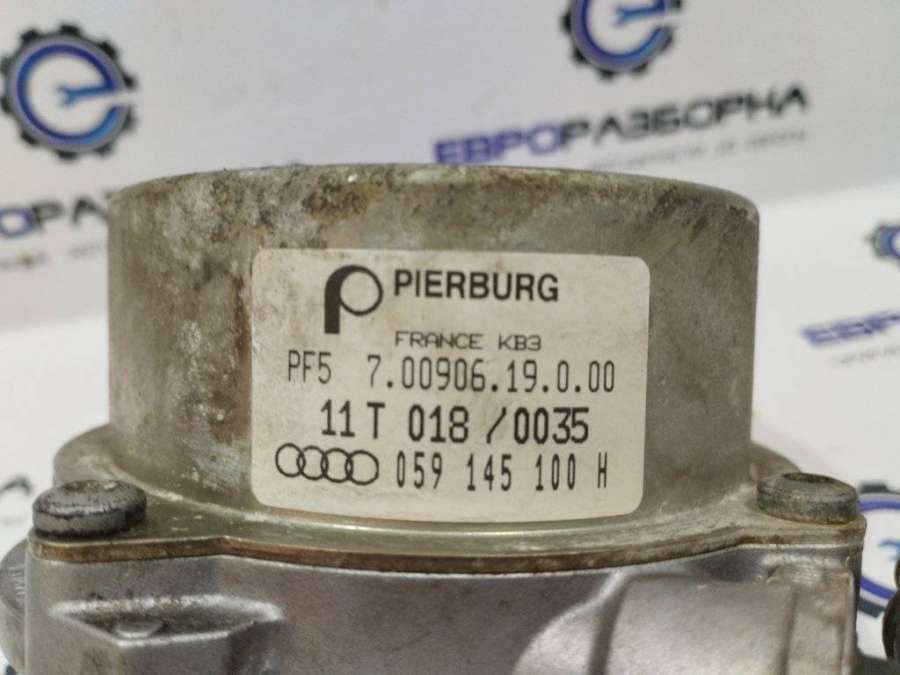 ЕВРОРАЗБОРКА
PIERBURG
FRANCE KB3
PF5 7.00906.19.0.00
11 T 018 / 0035
059 145 100 H